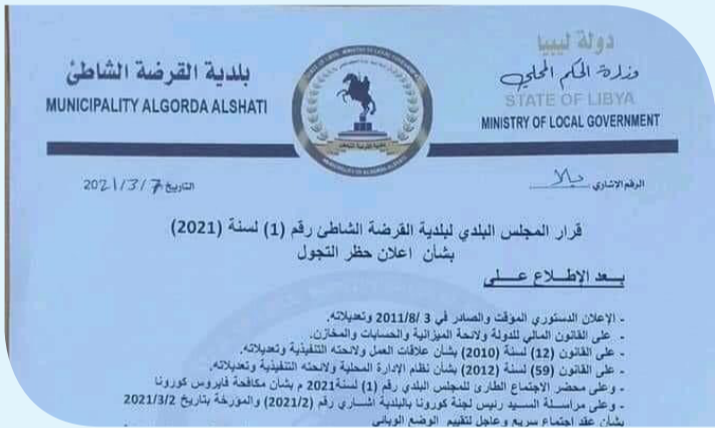 دولة ليبيا
وزارة الحكم المحلي
STATE OF LIBYA
MINISTRY OF LOCAL GOVERNMENT
بلدية القرضة الشاطئ
MUNICIPALITY ALGORDA ALSHATI
بلدية القرضة الشاطئ
الرقم الإشاري
التاريخ 2021/3/7
قرار المجلس البلدي لبلدية القرضة الشاطئ رقم (1) لسنة (2021)
بشأن اعلان حظر التجول
بعد الإطلاع على
- الإعلان الدستوري المؤقت والصادر في 3 /2011/8 وتعديلاته.
- على القانون المالي للدولة ولائحة الميزانية والحسابات والمخازن.
- على القانون (12) لسنة (2010) بشأن علاقات العمل ولائحته التنفيذية وتعديلاته.
- على القانون (59) لسنة (2012) بشأن نظام الإدارة المحلية ولائحته التنفيذية وتعديلاته.
- وعلى محضر الاجتماع الطارئ للمجلس البلدي رقم (1) لسنة2021 م بشأن مكافحة فايروس كورونا
- وعلى مراسلة السيد رئيس لجنة كورونا بالبلدية اشاري رقم (2021/2) والمؤرخة بتاريخ 2021/3/2
بشأن عقد اجتماع سريع وعاجل لتقييم الوضع الوبائي